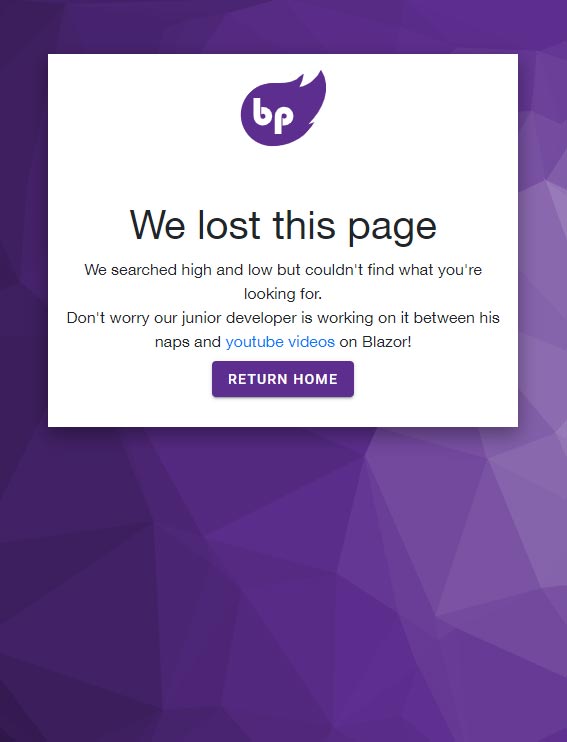 bp
We lost this page
We searched high and low but couldn't find what you're
looking for.
Don't worry our junior developer is working on it between his
naps and youtube videos on Blazor!
RETURN HOME